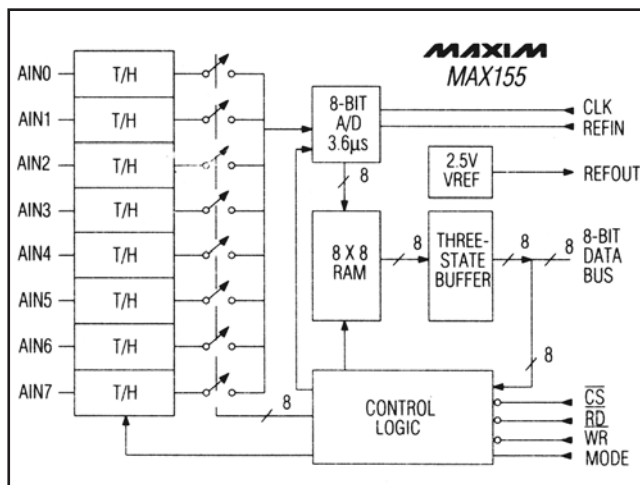 MAXIM
MAX155
AIN0
T/H
AIN1
T/H
AIN2
T/H
AIN3
T/H
AIN4
T/H
AIN5
T/H
AIN6
T/H
AIN7
T/H
8
8-BIT
A/D
3.6μs
8
8 X 8
RAM
8
2.5V
VREF
THREE-
STATE
BUFFER
8
8
8
CONTROL
LOGIC
CLK
REFIN
REFOUT
8-BIT
DATA
BUS
CS
RD
WR
MODE